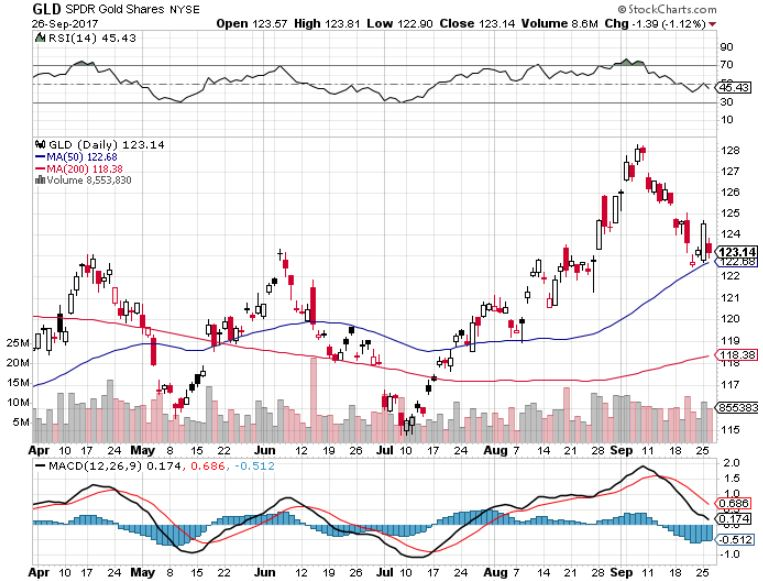 GLD SPDR Gold Shares NYSE © StockCharts.com
26-Sep-2017 Open 123.57 High 123.81 Low 122.90 Close 123.14 Volume 8.6M Chg -1.39 (-1.12%)
RSI(14) 45.43
90
70
50
45.43
30
10
GLD (Daily) 123.14
MA(50) 122.68
MA(200) 118.38
Volume 8,553,830
128
127
126
125
124
123.14
122.68
122
121
120
119
118.38
118
117
855383
115
25M
20M
15M
10M
5M
Apr 10 17 24 May 8 15 22 Jun 12 19 26 Jul 10 17 24 Aug 7 14 21 28 Sep 11 18 25
MACD(12,26,9) 0.174, 0.686, -0.512
2.0
1.5
1.0
0.686
0.174
-0.512
-1.0
Apr 10 17 24 May 8 15 22 Jun 12 19 26 Jul 10 17 24 Aug 7 14 21 28 Sep 11 18 25